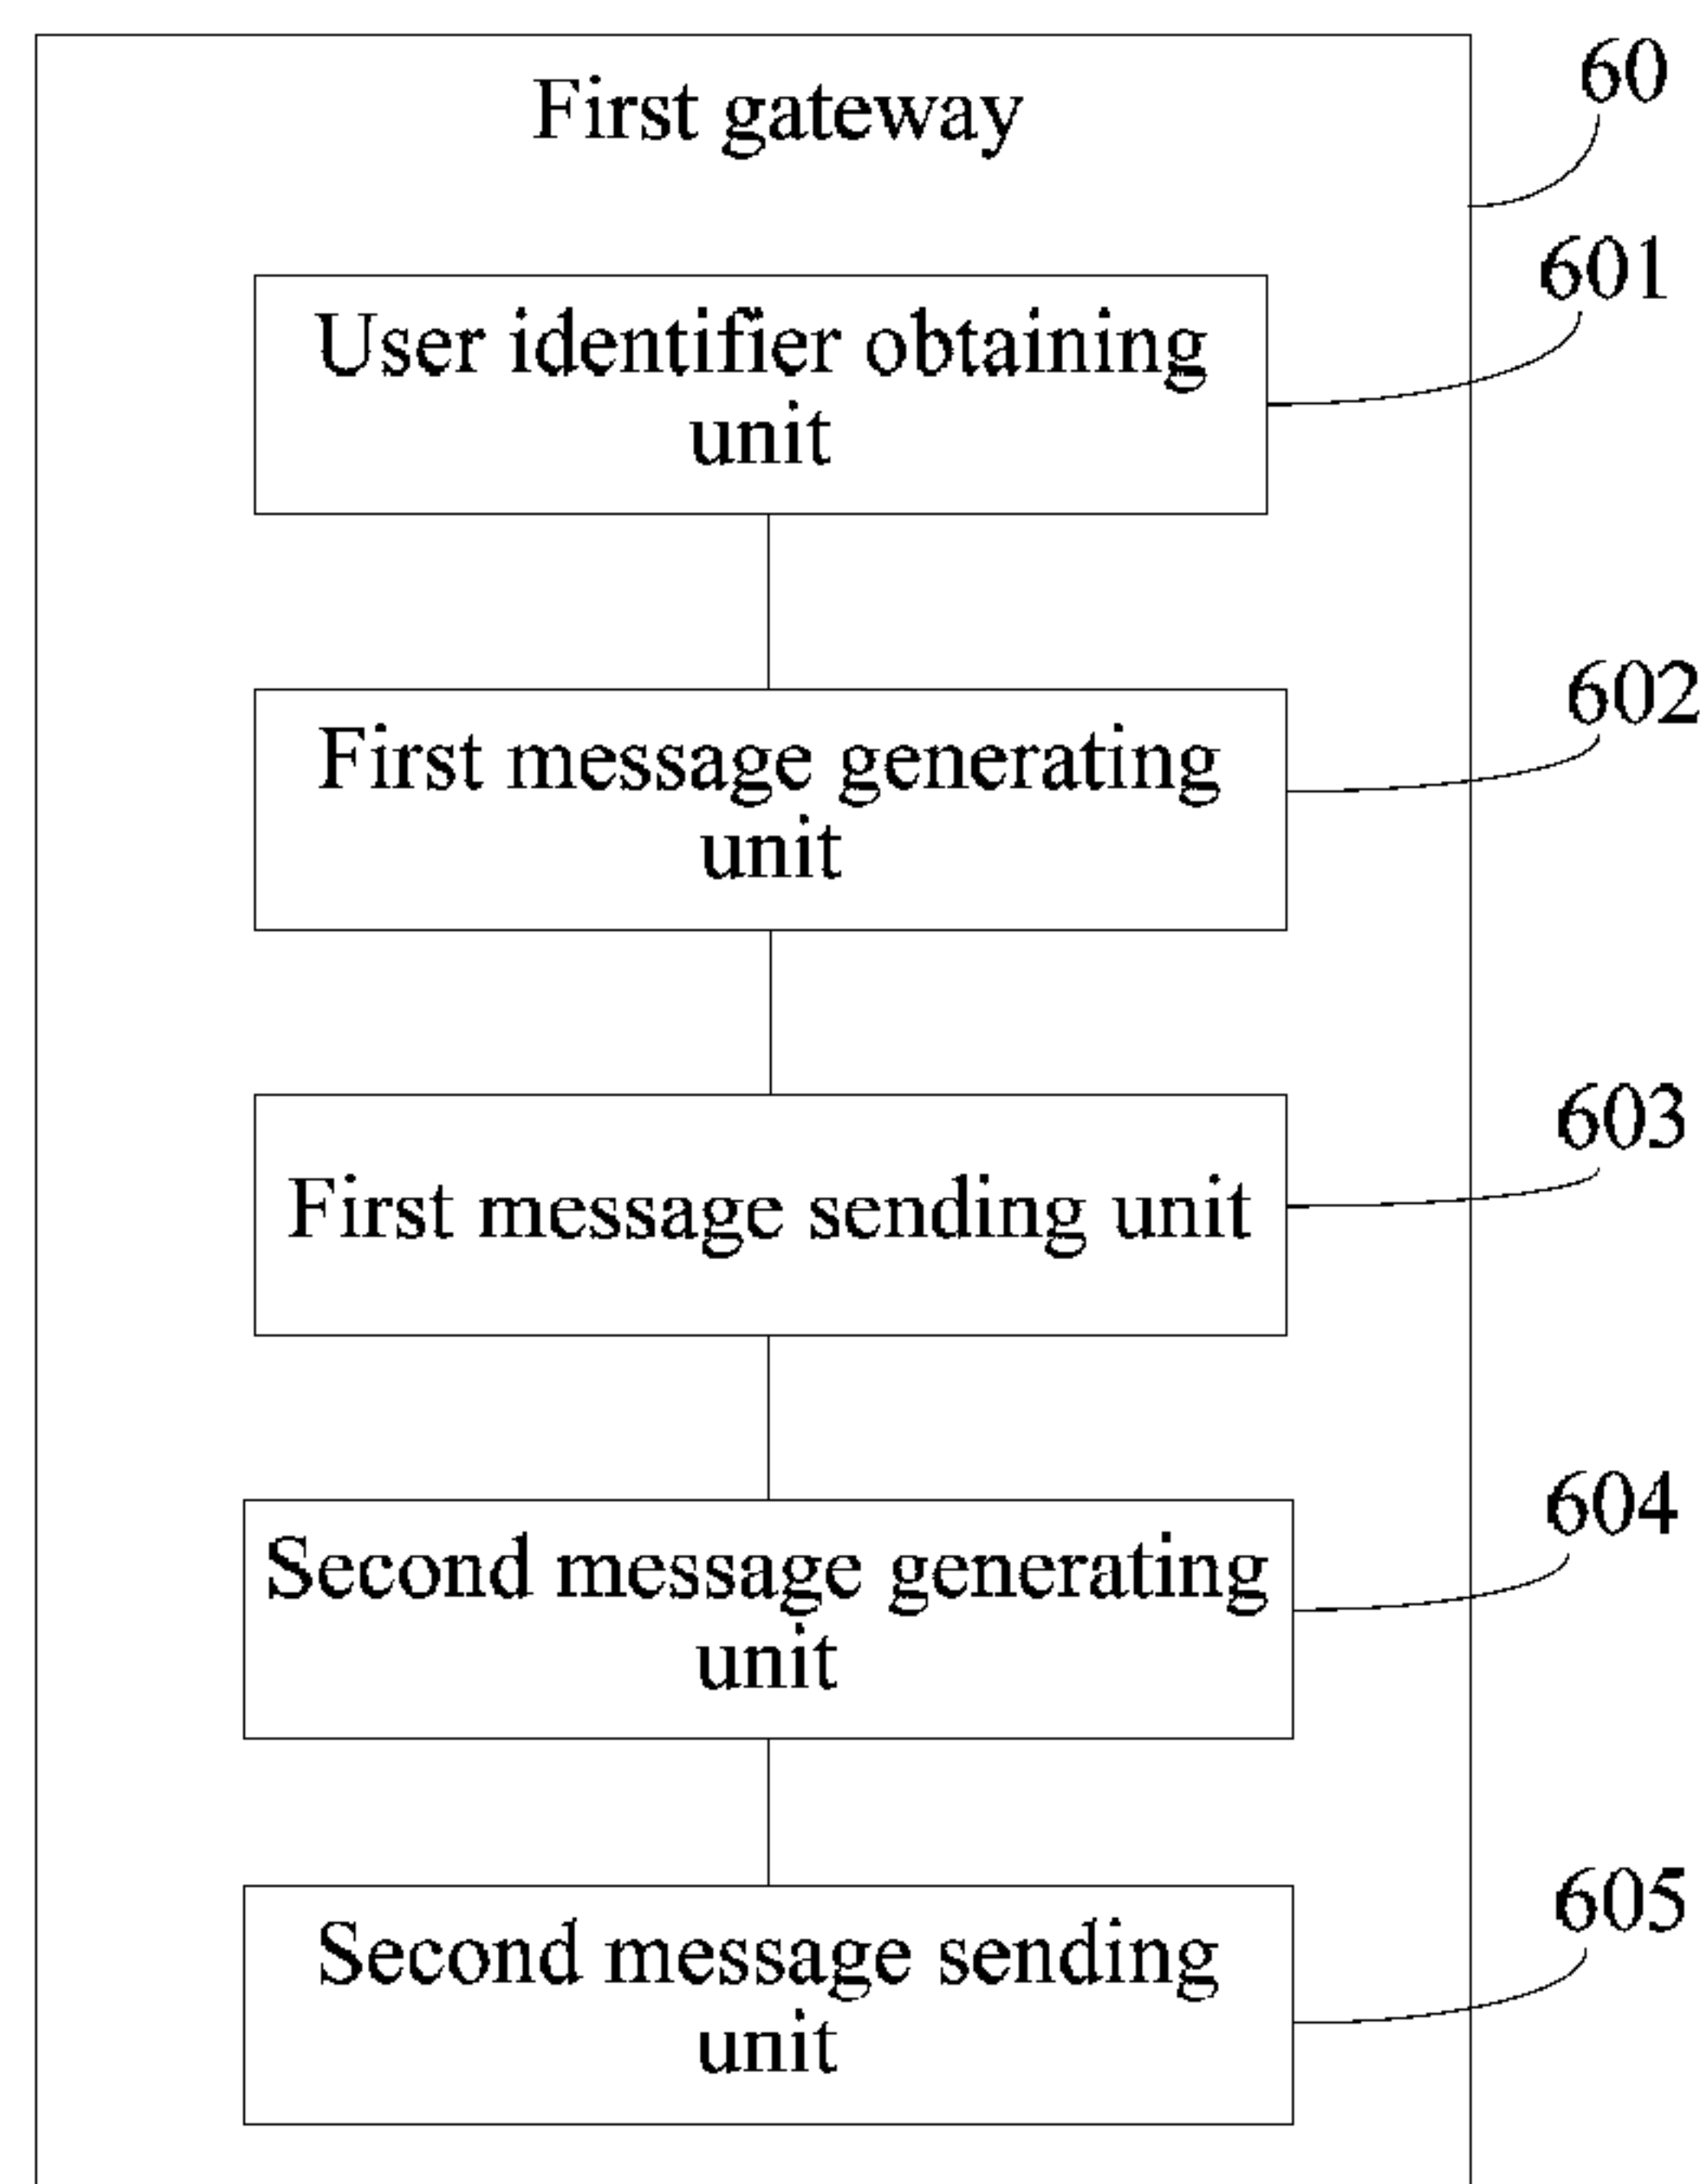 First gateway
60
601
User identifier obtaining
unit
602
First message generating
unit
603
First message sending unit
604
Second message generating
unit
605
Second message sending
unit